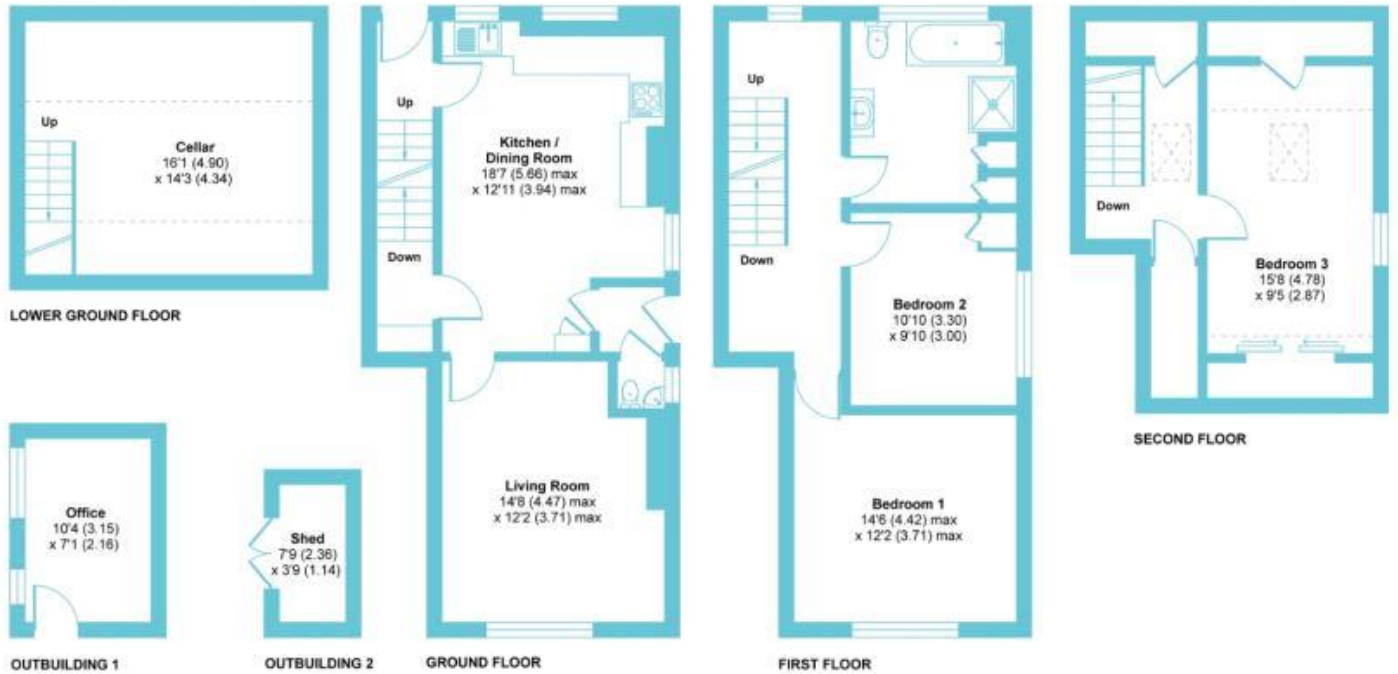 Up
Cellar
16'1 (4.90)
x 14'3 (4.34)
LOWER GROUND FLOOR
Office
10'4 (3.15)
x 7'1 (2.16)
OUTBUILDING 1
Shed
7'9 (2.36)
x 3'9 (1.14)
OUTBUILDING 2
Up
Kitchen /
Dining Room
18'7 (5.66) max
x 12'11 (3.94) max
Down
Living Room
14'8 (4.47) max
x 12'2 (3.71) max
GROUND FLOOR
Up
Down
Bedroom 2
10'10 (3.30)
x 9'10 (3.00)
Bedroom 1
14'6 (4.42) max
x 12'2 (3.71) max
FIRST FLOOR
Down
Bedroom 3
15'8 (4.78)
x 9'5 (2.87)
SECOND FLOOR